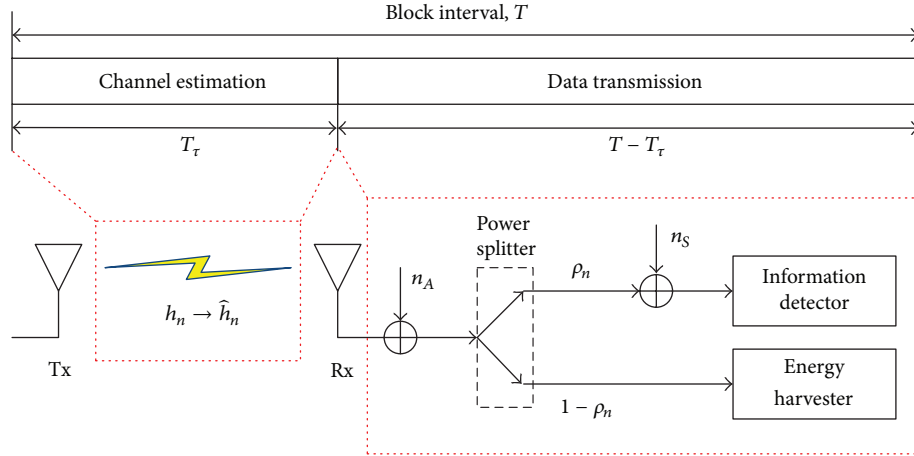 Block interval, T
Channel estimation
Data transmission
T_τ
T − T_τ
Power
splitter
n_S
ρ_n
n_A
Information
detector
h_n → ĥ_n
Tx
Rx
Energy
harvester
1 − ρ_n